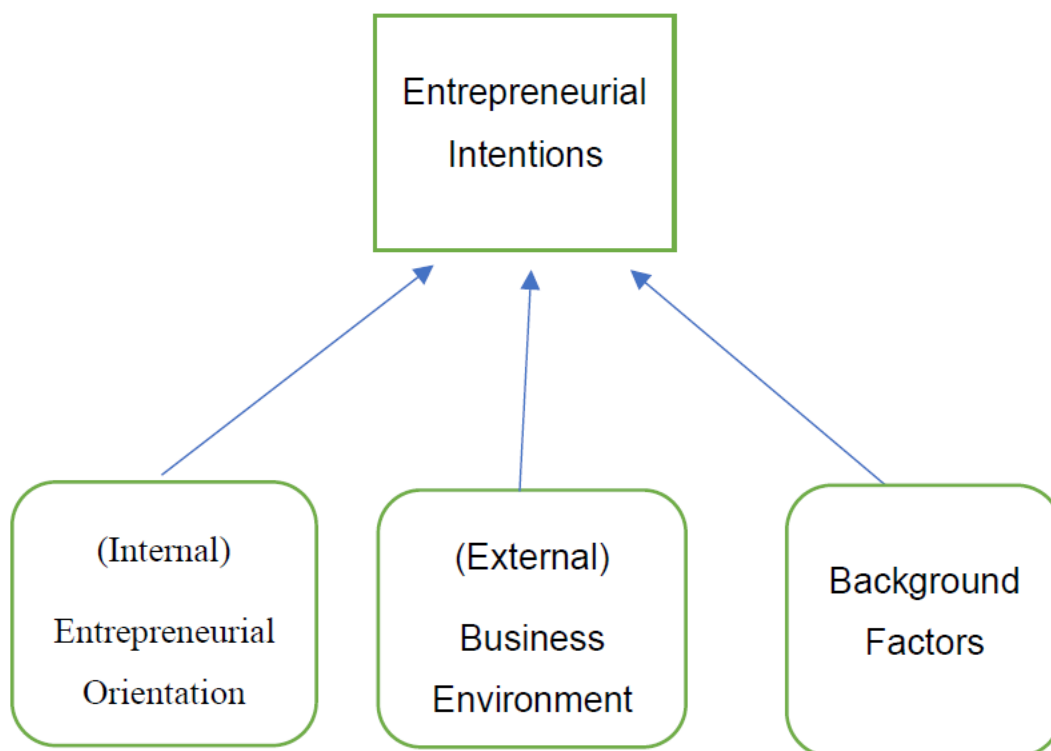 Entrepreneurial
Intentions
(Internal)
Entrepreneurial
Orientation
(External)
Business
Environment
Background
Factors